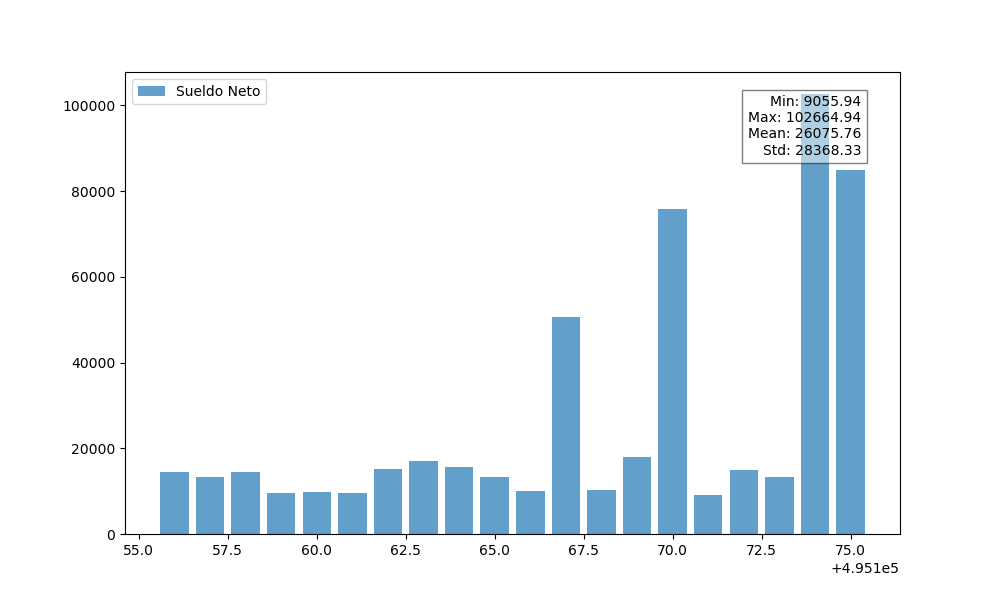 Sueldo Neto
Min: 9055.94
Max: 102664.94
Mean: 26075.76
Std: 28368.33
100000
80000
60000
40000
20000
0
55.0 57.5 60.0 62.5 65.0 67.5 70.0 72.5 75.0
+4.951e5